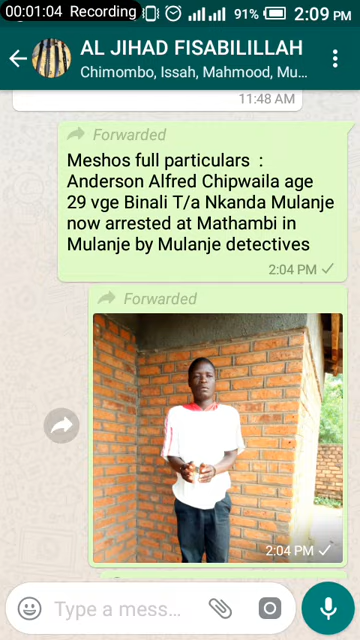 00:01:04 Recording
91%
2:09 PM
AL JIHAD FISABILILLAH
Chimombo, Issah, Mahmood, Mu...
11:48 AM
Forwarded
Meshos full particulars :
Anderson Alfred Chipwaila age
29 vge Binali T/a Nkanda Mulanje
now arrested at Mathambi in
Mulanje by Mulanje detectives
2:04 PM
Forwarded
2:04 PM
Type a mess...